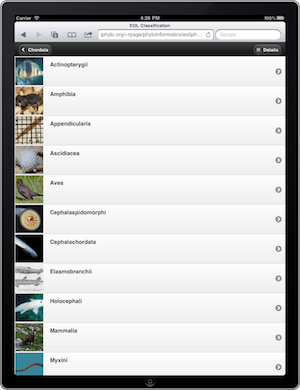 Carrier
4:26 PM
100%
EOL Classification
iphylo.org/~rpage/phyloinformatics/eoliph...
Google
Chordata
Details
Actinopterygii
Amphibia
Appendicularia
Ascidiacea
Aves
Cephalaspidomorphi
Cephalochordata
Elasmobranchii
Holocephali
Mammalia
Myxini